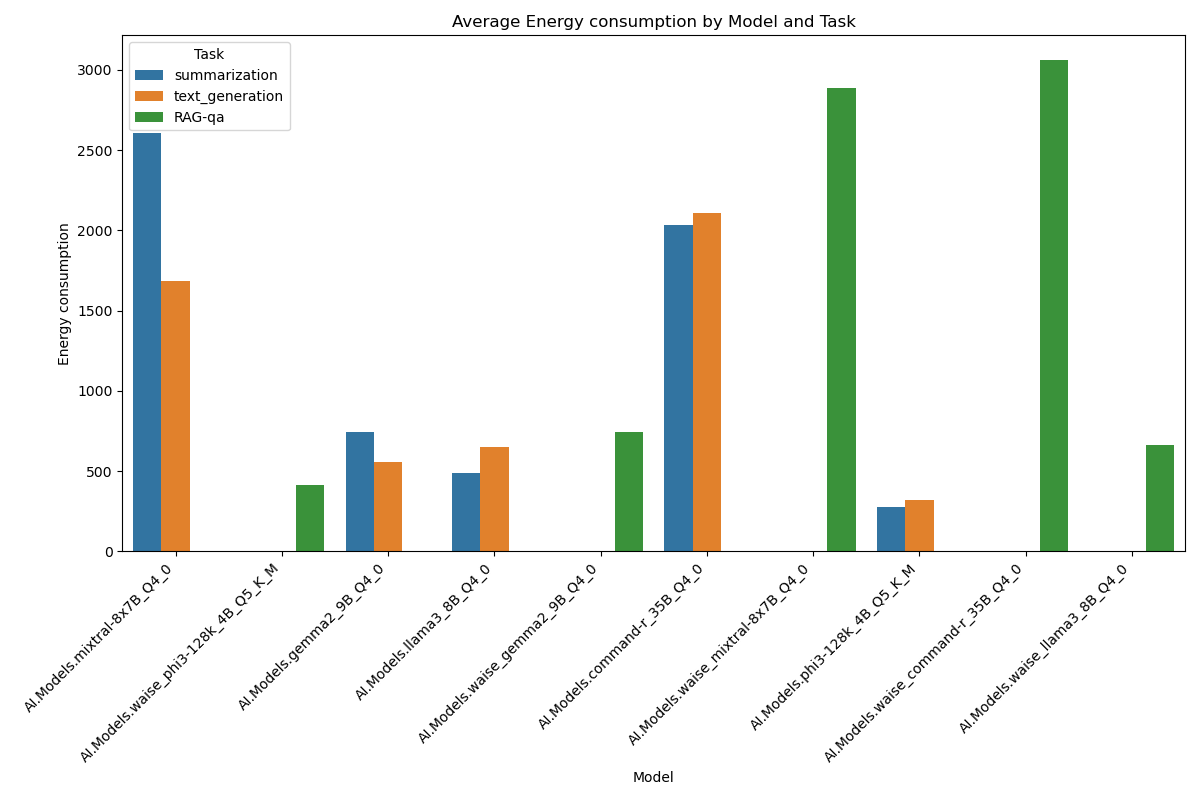 Average Energy consumption by Model and Task
Task
summarization
text_generation
RAG-qa
Energy consumption
3000
2500
2000
1500
1000
500
0
AI.Models.mixtral-8x7B_Q4_0
AI.Models.waise_phi3-128k_4B_Q5_K_M
AI.Models.gemma2_9B_Q4_0
AI.Models.llama3_8B_Q4_0
AI.Models.waise_gemma2_9B_Q4_0
AI.Models.command-r_35B_Q4_0
AI.Models.waise_mixtral-8x7B_Q4_0
AI.Models.phi3-128k_4B_Q5_K_M
AI.Models.waise_command-r_35B_Q4_0
AI.Models.waise_llama3_8B_Q4_0
Model